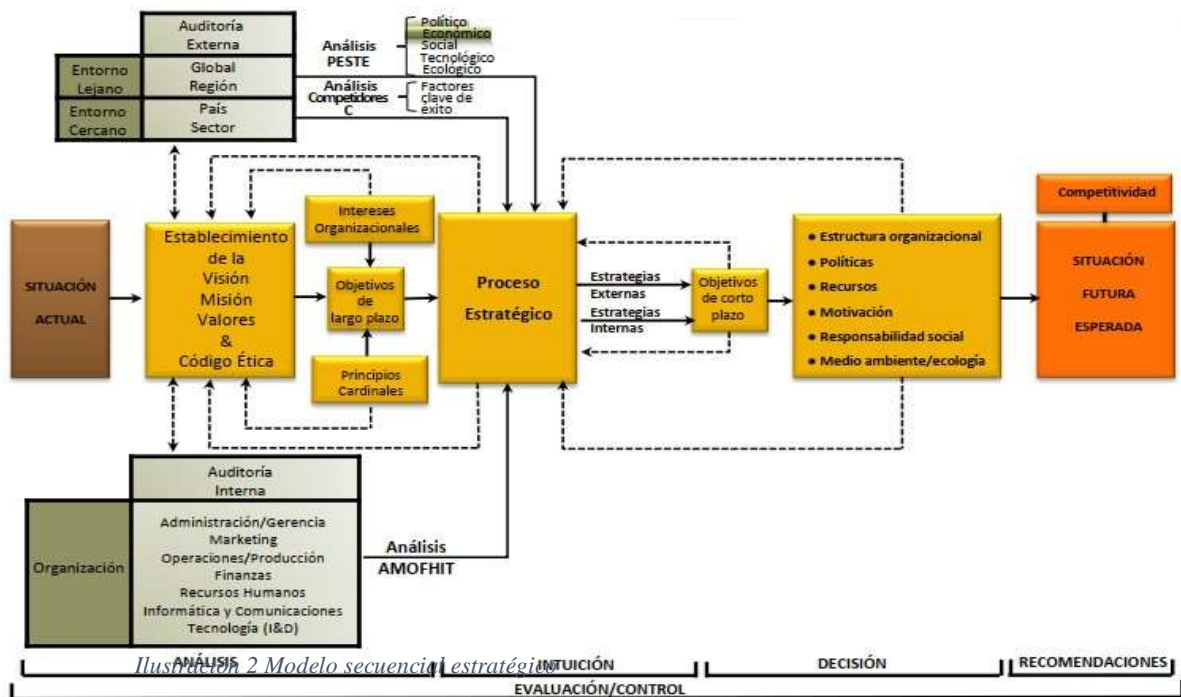 Auditoría
Externa
Entorno
Lejano
Global
Región
Entorno
Cercano
País
Sector
Análisis
PESTE
Político
Económico
Social
Tecnológico
Ecologico
Análisis
Competidores
C
Factores
clave de
éxito
SITUACIÓN
ACTUAL
Establecimiento
de la
Visión
Misión
Valores
&
Código Ética
Intereses
Organizacionales
Objetivos
de
largo plazo
Principios
Cardinales
Proceso
Estratégico
Estrategias
Externas
Estrategias
Internas
Objetivos
de corto
plazo
• Estructura organizacional
• Políticas
• Recursos
• Motivación
• Responsabilidad social
• Medio ambiente/ecología
Competitividad
SITUACIÓN
FUTURA
ESPERADA
Auditoría
Interna
Organización
Administración/Gerencia
Marketing
Operaciones/Producción
Finanzas
Recursos Humanos
Informática y Comunicaciones
Tecnología (I&D)
Análisis
AMOFHIT
ANÁLISIS
Ilustración 2 Modelo secuencial estratégico
INTUICIÓN
DECISIÓN
RECOMENDACIONES
EVALUACIÓN/CONTROL